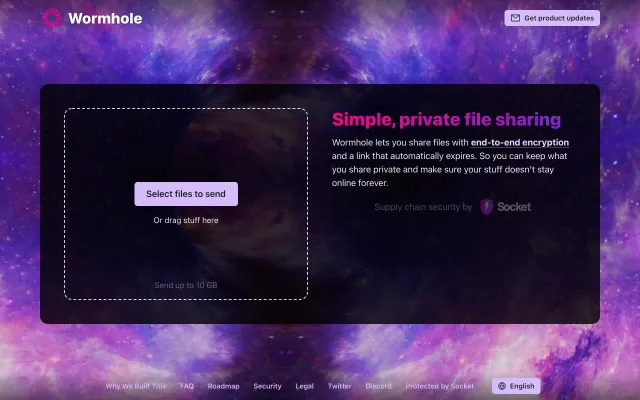 Wormhole
Get product updates
Simple, private file sharing
Wormhole lets you share files with end-to-end encryption
and a link that automatically expires. So you can keep what
you share private and make sure your stuff doesn't stay
online forever.
Supply chain security by Socket
Select files to send
Or drag stuff here
Send up to 10 GB
Why We Built This FAQ Roadmap Security Legal Twitter Discord Protected by Socket English